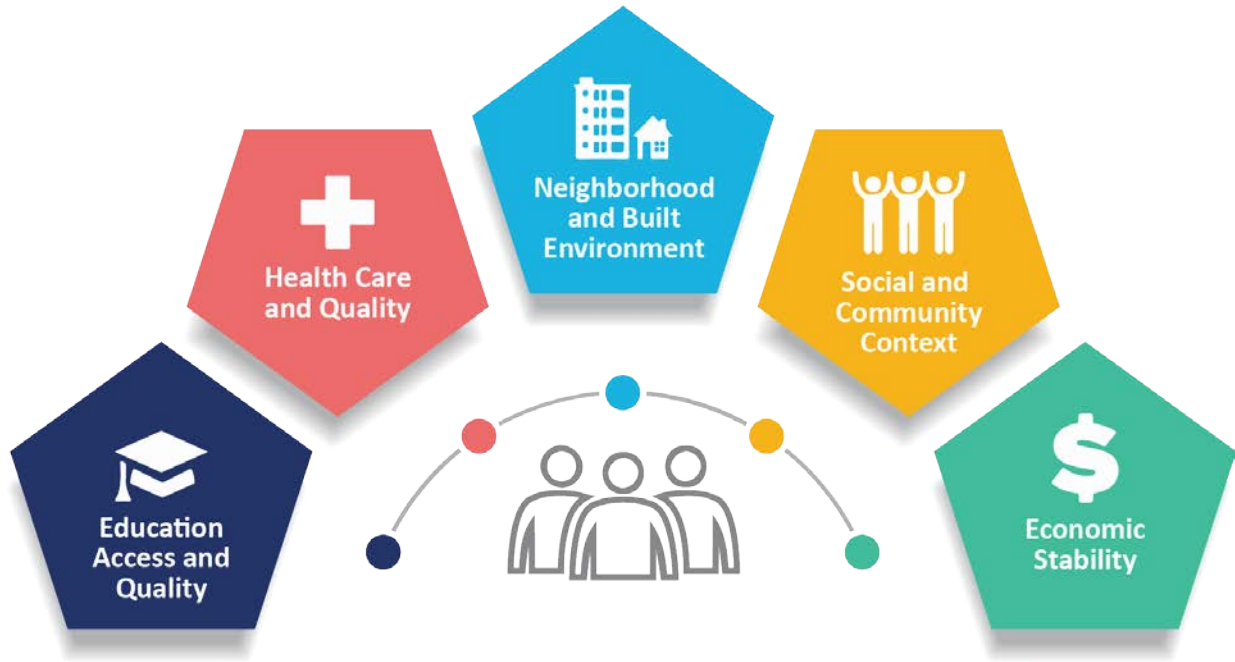 Neighborhood
and Built
Environment
Health Care
and Quality
Social and
Community
Context
Education
Access and
Quality
$
Economic
Stability